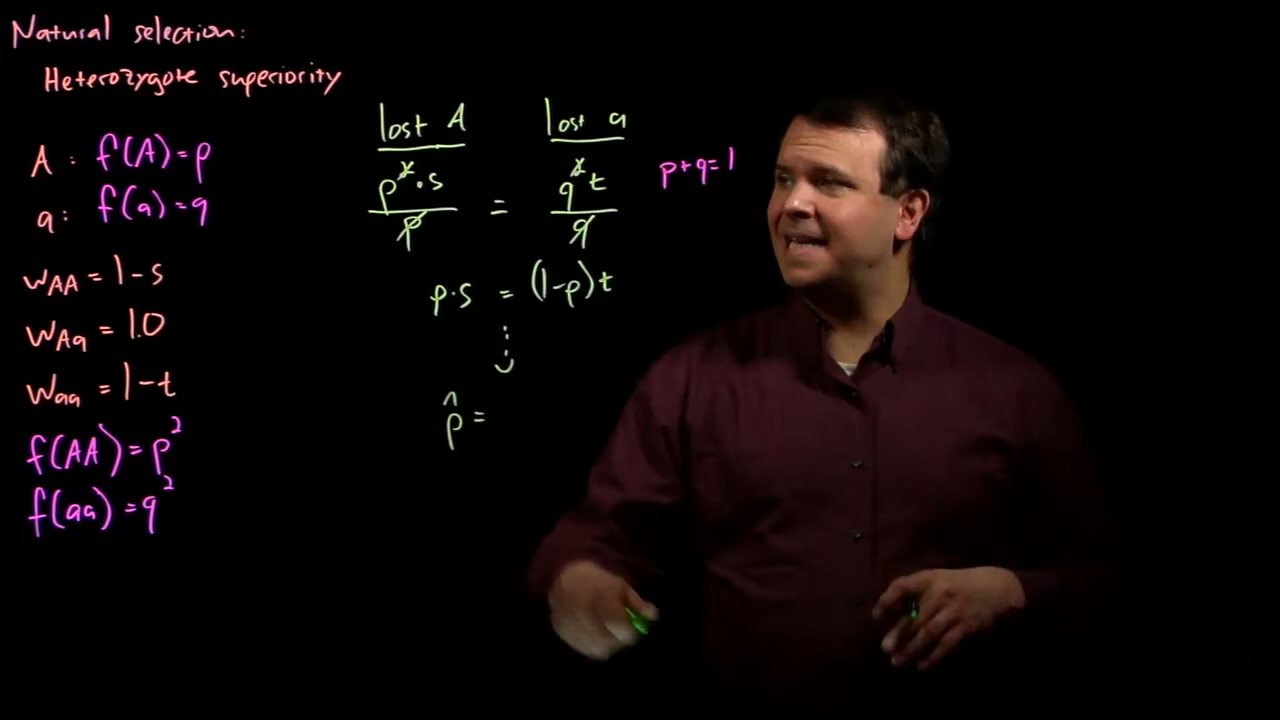 Natural selection:
Heterozygote superiority
A: f(A)=p
a: f(a)=q
wAA = 1-s
wAa = 1.0
waa = 1-t
f(AA)=p²
f(aa)=q²
lost A lost a
p²·s/p = q²t/q
p+q=1
p·s = (1-p)t
p̂ =